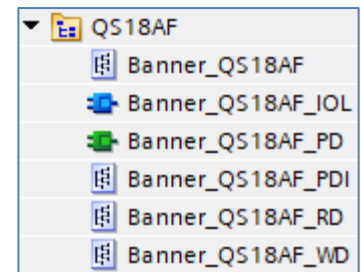 QS18AF
Banner_QS18AF
Banner_QS18AF_IOL
Banner_QS18AF_PD
Banner_QS18AF_PDI
Banner_QS18AF_RD
Banner_QS18AF_WD